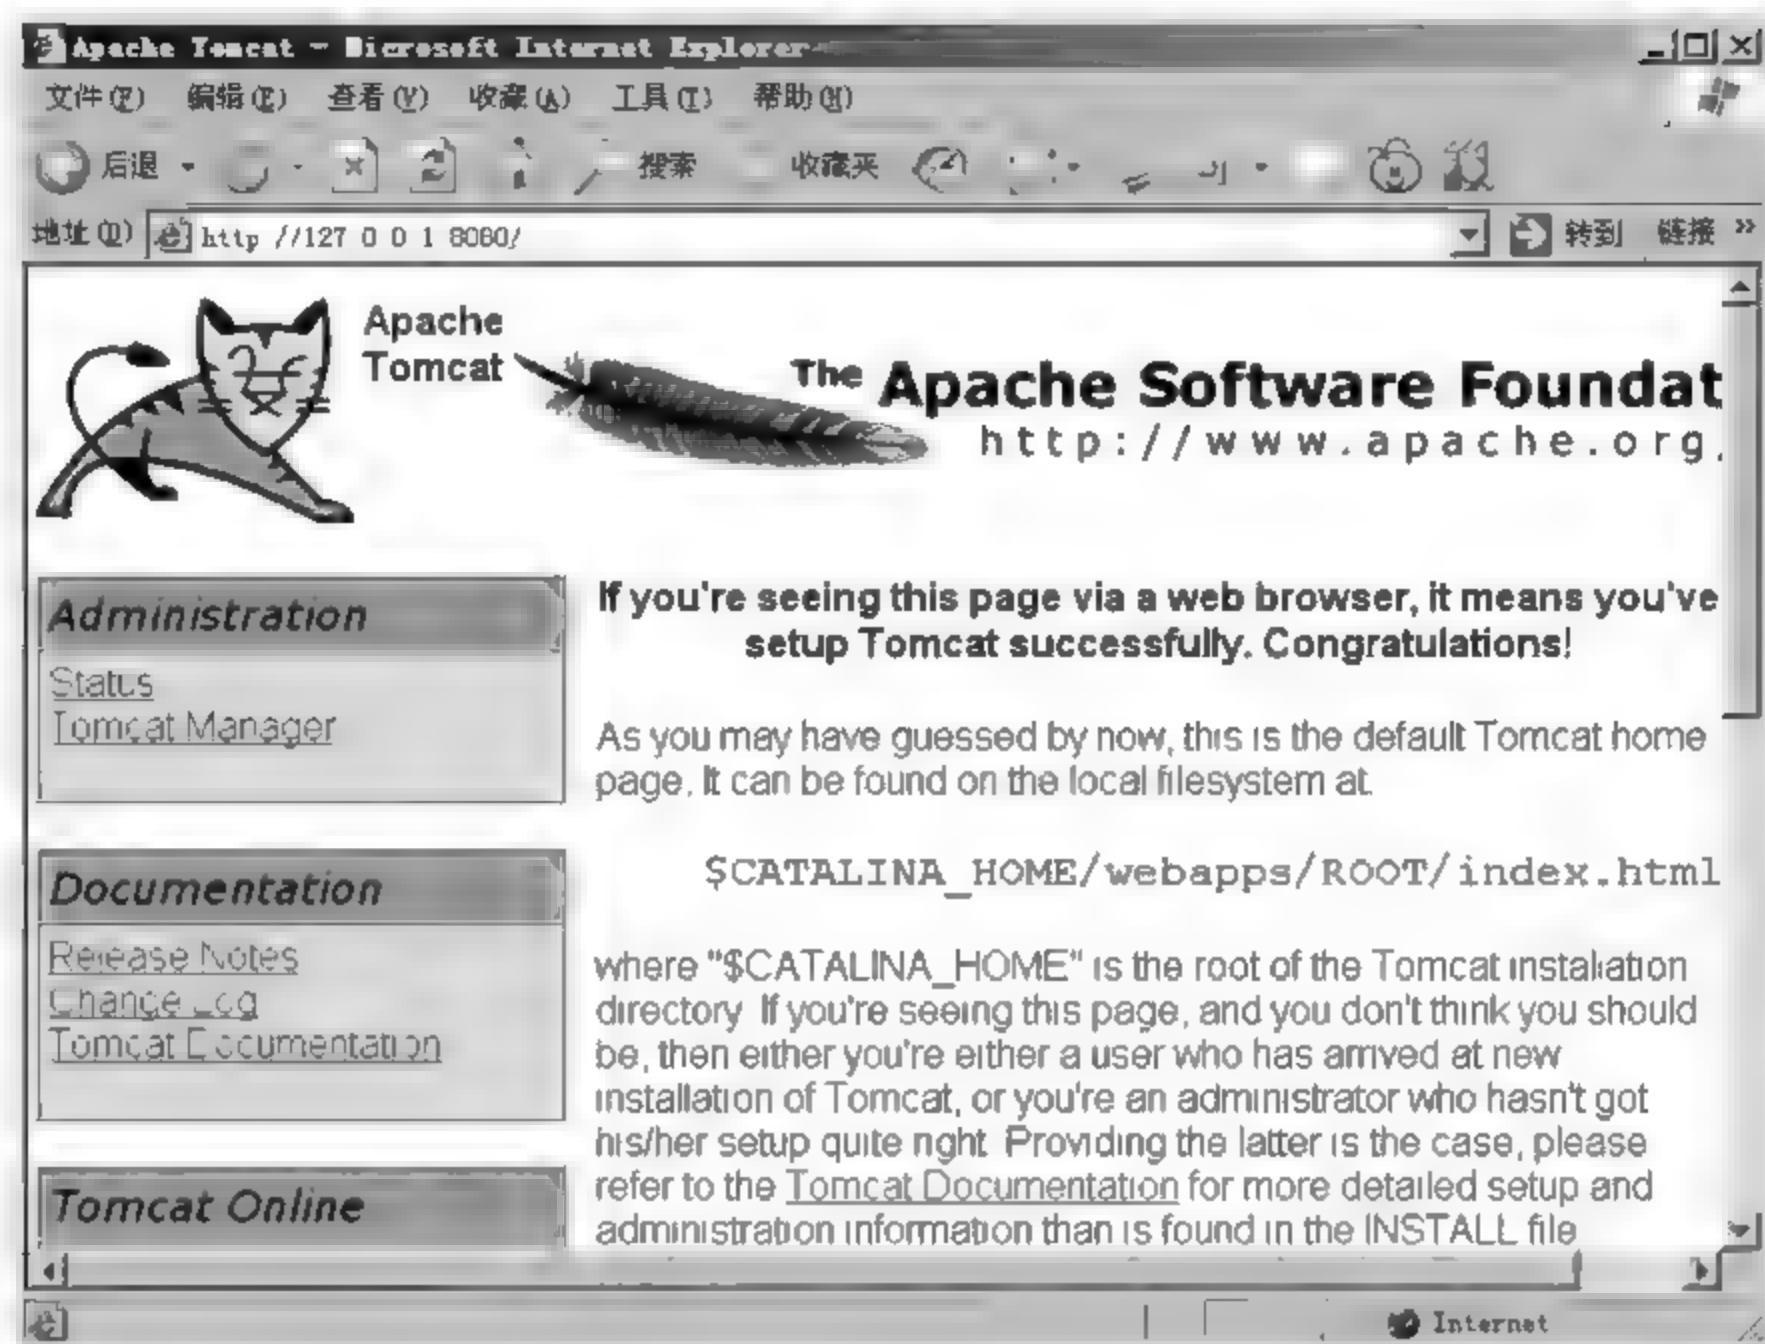 Apache Tomcat - Microsoft Internet Explorer
文件(F) 编辑(E) 查看(V) 收藏(A) 工具(T) 帮助(H)
后退 搜索 收藏夹
地址(D) http //127 0 0 1 8080/ 转到 链接 »
Apache
Tomcat
The Apache Software Foundat
http://www.apache.org
Administration
Status
Tomcat Manager
Documentation
Release Notes
Change Log
Tomcat Documentation
Tomcat Online
If you're seeing this page via a web browser, it means you've
setup Tomcat successfully. Congratulations!
As you may have guessed by now, this is the default Tomcat home
page. It can be found on the local filesystem at
$CATALINA_HOME/webapps/ROOT/index.html
where "$CATALINA_HOME" is the root of the Tomcat installation
directory If you're seeing this page, and you don't think you should
be, then either you're either a user who has arrived at new
installation of Tomcat, or you're an administrator who hasn't got
his/her setup quite right Providing the latter is the case, please
refer to the Tomcat Documentation for more detailed setup and
administration information than is found in the INSTALL file
Internet